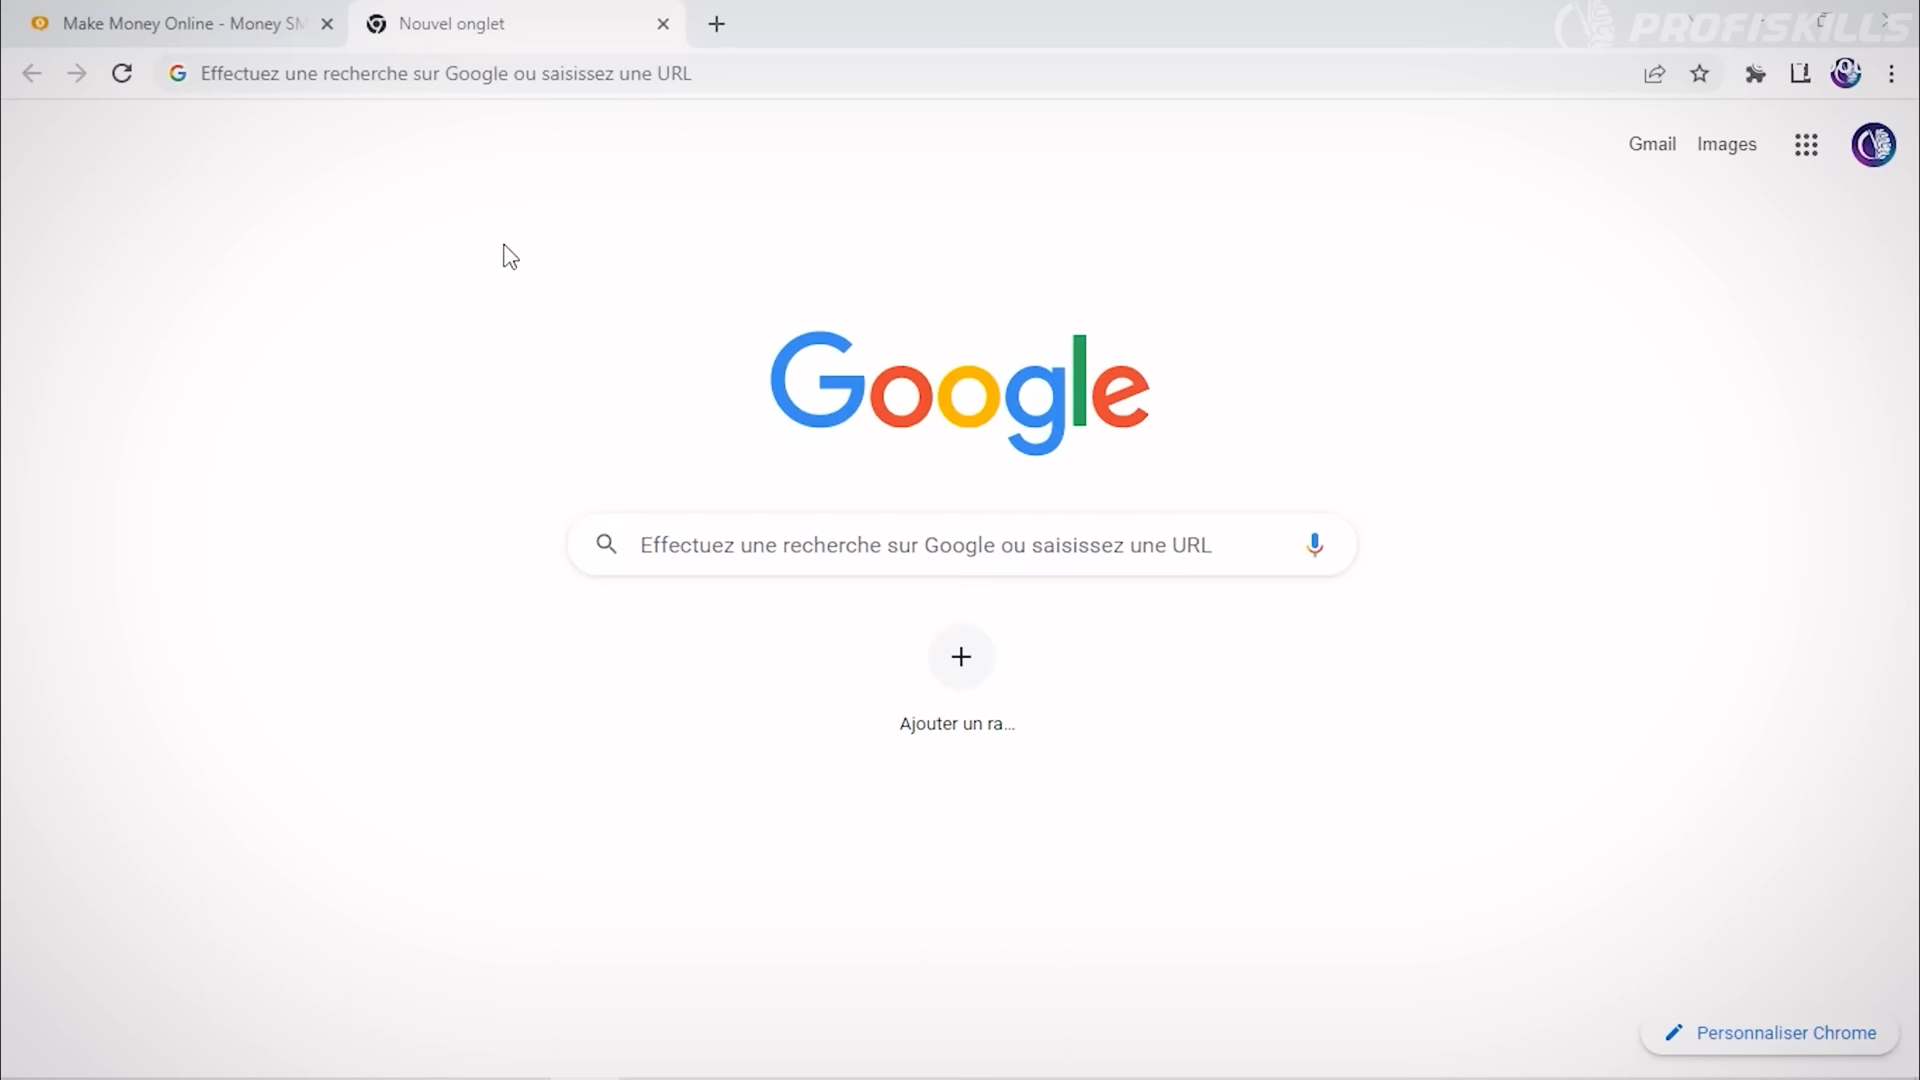 Make Money Online - Money SM
Nouvel onglet
PROFISKILLS
Effectuez une recherche sur Google ou saisissez une URL
Gmail Images
Google
Effectuez une recherche sur Google ou saisissez une URL
Ajouter un ra...
Personnaliser Chrome